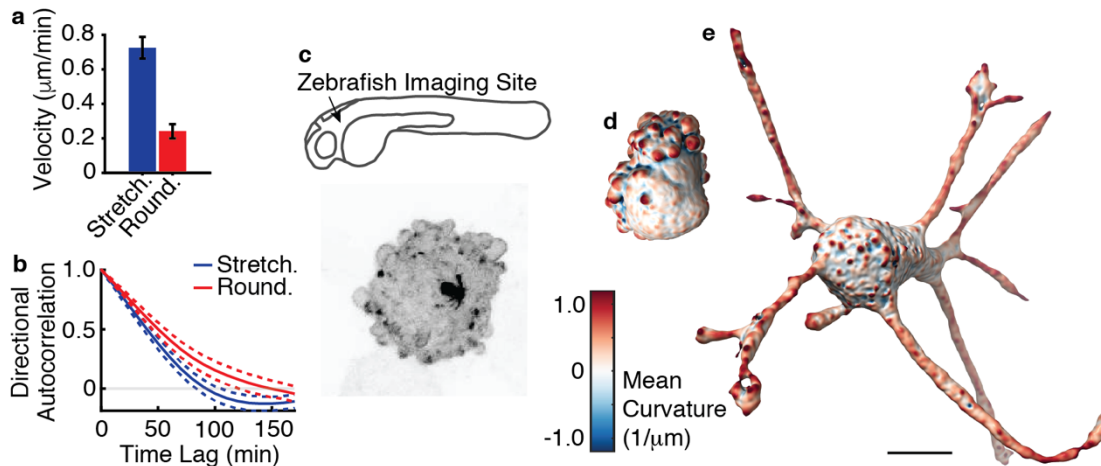 a
Velocity (µm/min)
0.8
0.6
0.4
0.2
0
Stretch.
Round.
b
Directional
Autocorrelation
1.0
0.5
0
Stretch.
Round.
0 50 100 150
Time Lag (min)
c
Zebrafish Imaging Site
d
1.0
0
-1.0
Mean
Curvature
(1/µm)
e